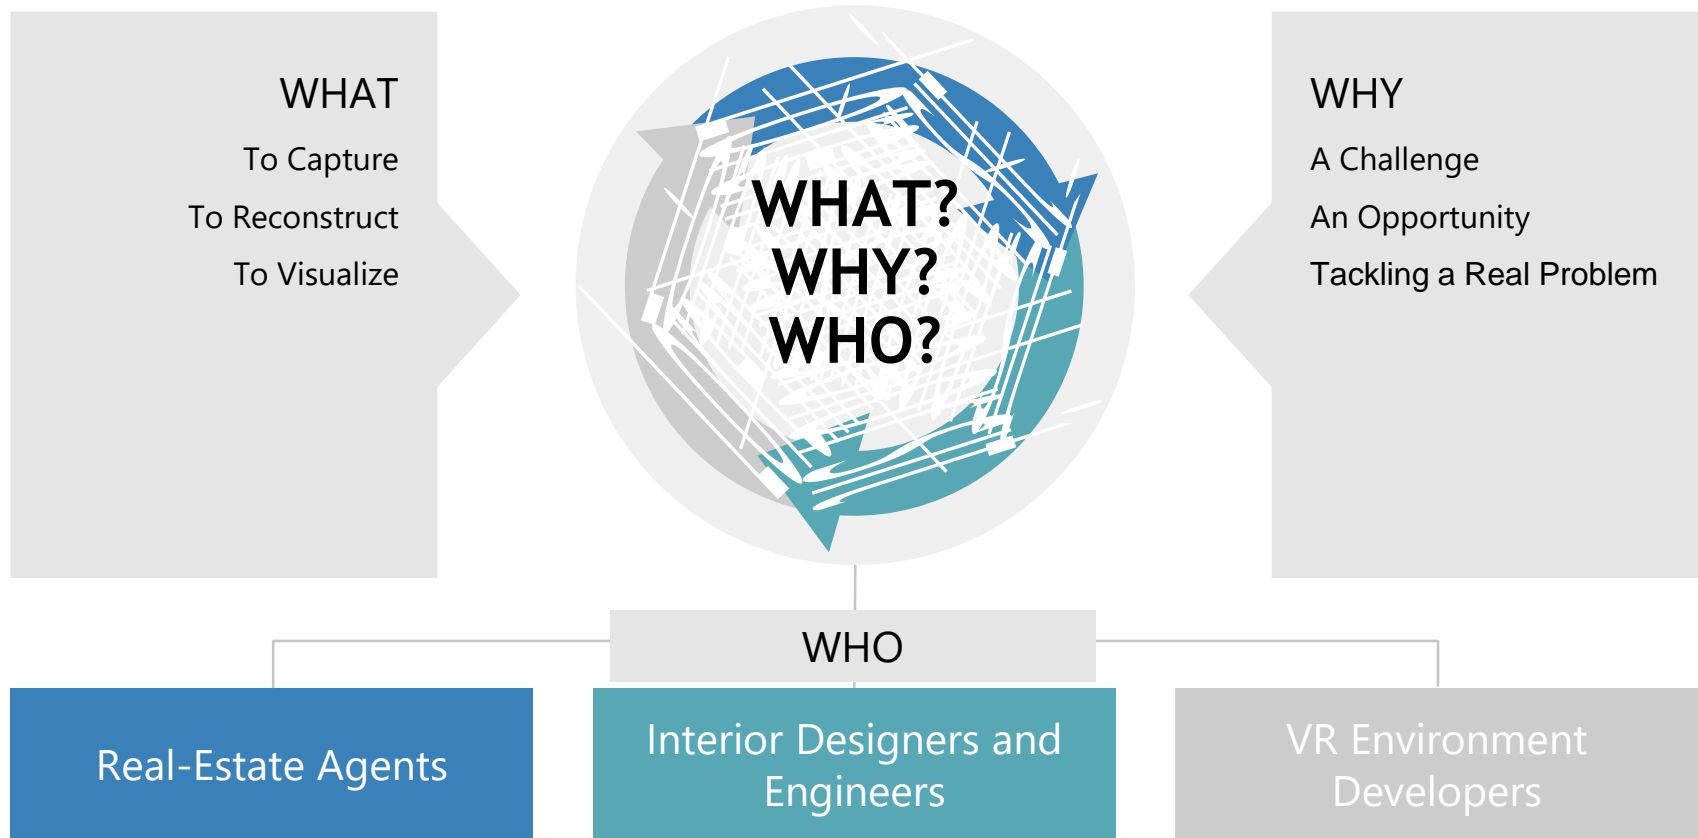 WHAT
To Capture
To Reconstruct
To Visualize
WHAT?
WHY?
WHO?
WHY
A Challenge
An Opportunity
Tackling a Real Problem
WHO
Real-Estate Agents
Interior Designers and
Engineers
VR Environment
Developers